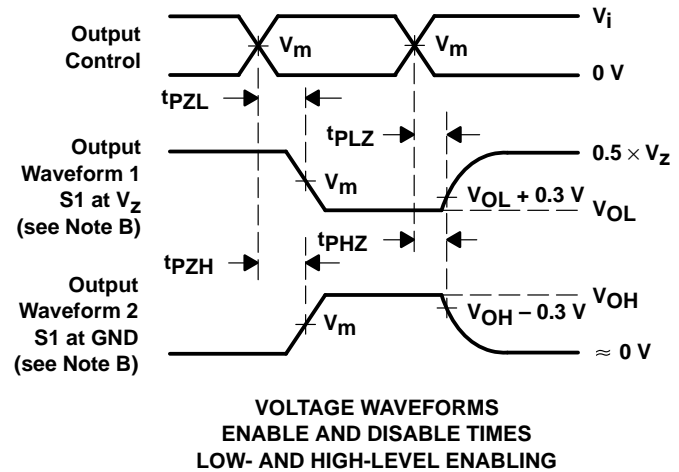 Output
Control
Vm
Vm
Vi
0 V
tPZL
tPLZ
Output
Waveform 1
S1 at VZ
(see Note B)
Vm
VOL + 0.3 V
0.5 × VZ
VOL
tPZH
tPHZ
Output
Waveform 2
S1 at GND
(see Note B)
Vm
VOH − 0.3 V
VOH
≈ 0 V
VOLTAGE WAVEFORMS
ENABLE AND DISABLE TIMES
LOW- AND HIGH-LEVEL ENABLING